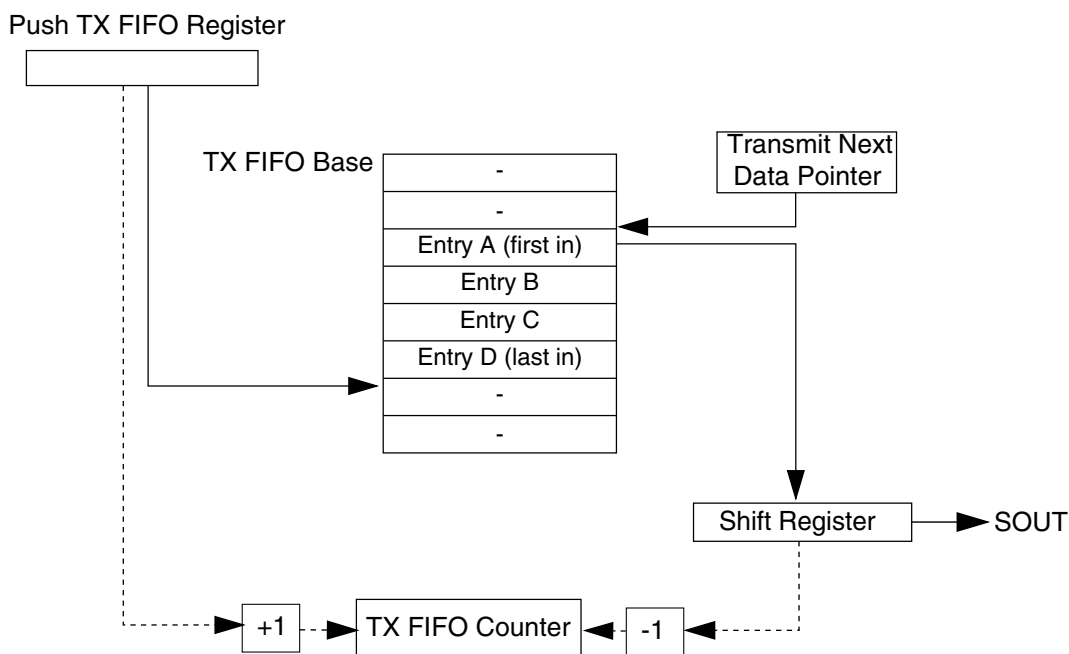 Push TX FIFO Register
TX FIFO Base
-
-
Entry A (first in)
Entry B
Entry C
Entry D (last in)
-
-
Transmit Next
Data Pointer
Shift Register
SOUT
+1
TX FIFO Counter
-1